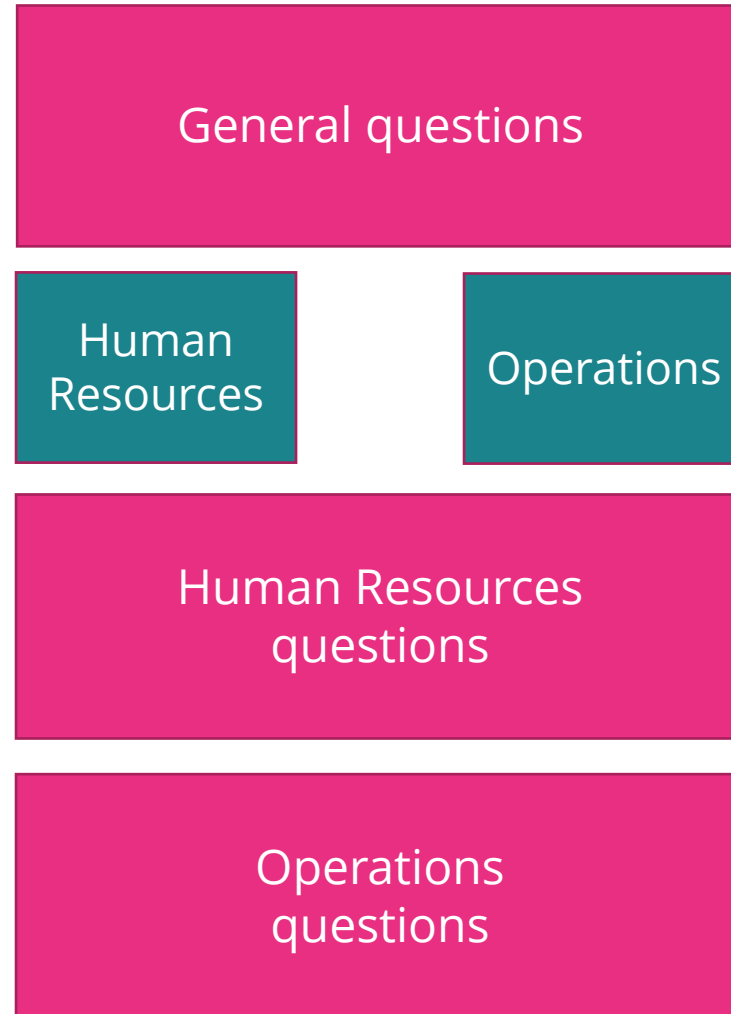 General questions
Human
Resources
Operations
Human Resources
questions
Operations
questions